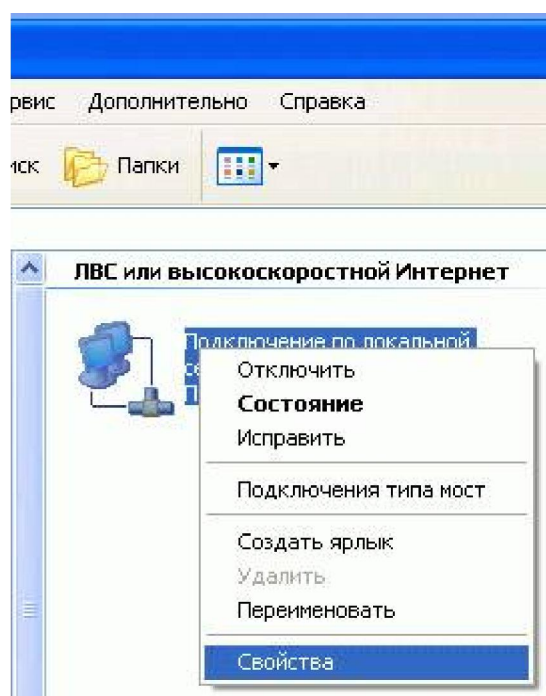 рвис Дополнительно Справка
иск Папки
ЛВС или высокоскоростной Интернет
Подключение по локальной
Отключить
Состояние
Исправить
Подключения типа мост
Создать ярлык
Удалить
Переименовать
Свойства